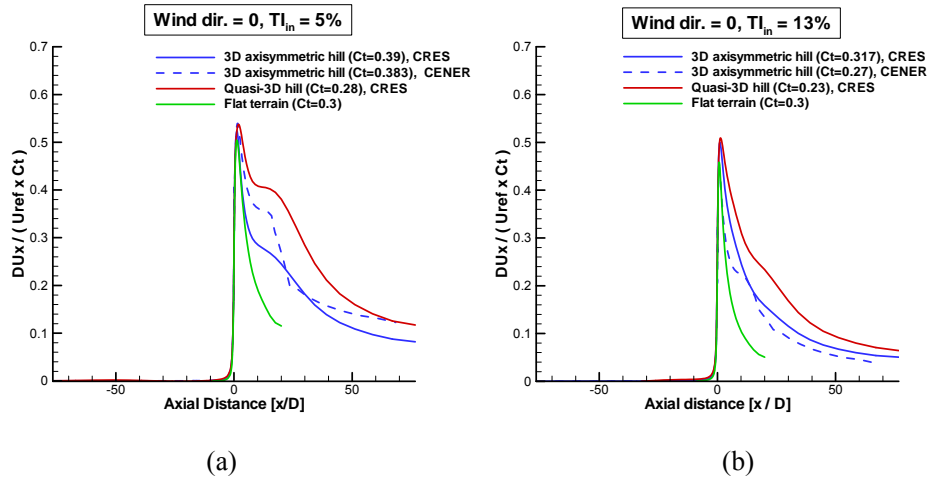 Wind dir. = 0, TIin = 5%
0.7
0.6
0.5
0.4
0.3
0.2
0.1
0
DUx / ( Uref x Ct )
3D axisymmetric hill (Ct=0.39), CRES
3D axisymmetric hill (Ct=0.383), CENER
Quasi-3D hill (Ct=0.28), CRES
Flat terrain (Ct=0.3)
-50
0
50
Axial Distance [x/D]
(a)
Wind dir. = 0, TIin = 13%
0.7
0.6
0.5
0.4
0.3
0.2
0.1
0
DUx / ( Uref x Ct )
3D axisymmetric hill (Ct=0.317), CRES
3D axisymmetric hill (Ct=0.27), CENER
Quasi-3D hill (Ct=0.23), CRES
Flat terrain (Ct=0.3)
-50
0
50
Axial distance [x / D]
(b)